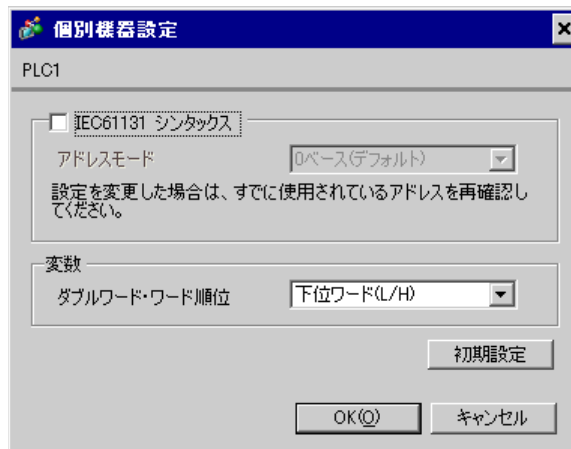 個別機器設定
PLC1
IEC61131 シンタックス
アドレスモード
0ベース(デフォルト)
設定を変更した場合は、すでに使用されているアドレスを再確認し
てください。
変数
ダブルワード・ワード順位
下位ワード(L/H)
初期設定
OK(O)
キャンセル